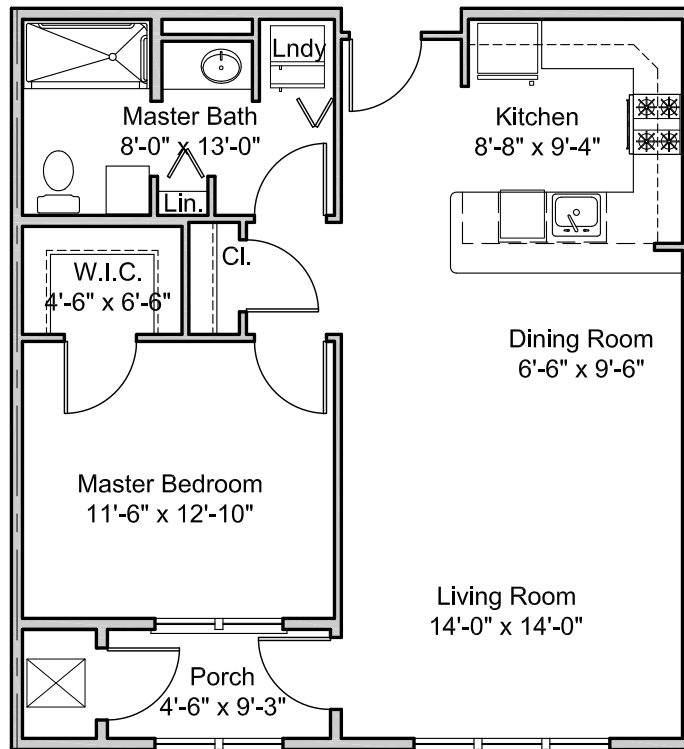 Lndy
Master Bath
8'-0" x 13'-0"
Kitchen
8'-8" x 9'-4"
Lin.
Cl.
W.I.C.
4'-6" x 6'-6"
Dining Room
6'-6" x 9'-6"
Master Bedroom
11'-6" x 12'-10"
Living Room
14'-0" x 14'-0"
Porch
4'-6" x 9'-3"